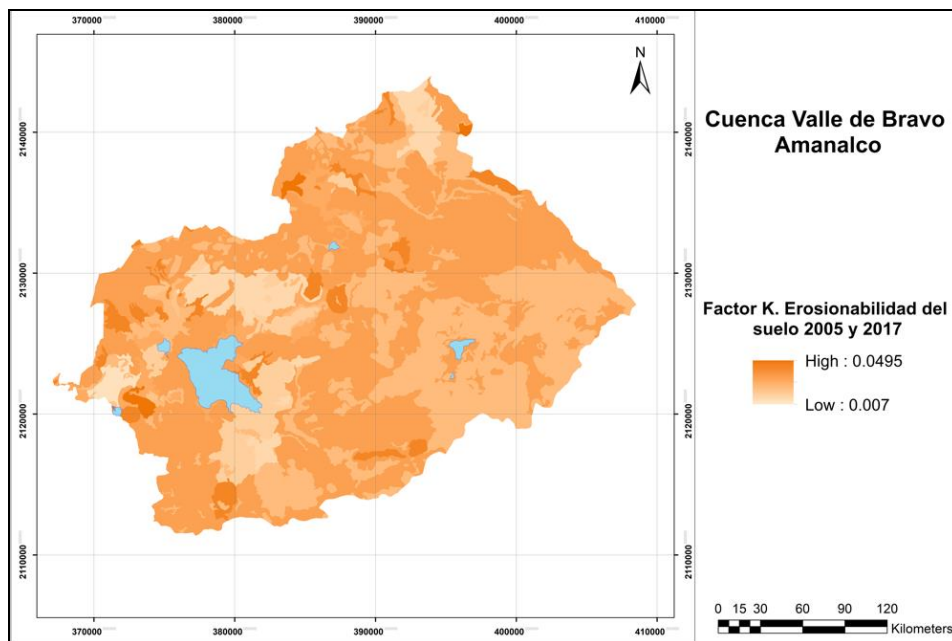 370000 380000 390000 400000 410000
N
2140000 2140000
2130000 2130000
2120000 2120000
2110000 2110000
370000 380000 390000 400000 410000
Cuenca Valle de Bravo
Amanalco
Factor K. Erosionabilidad del
suelo 2005 y 2017
High : 0.0495
Low : 0.007
0 15 30 60 90 120
Kilometers